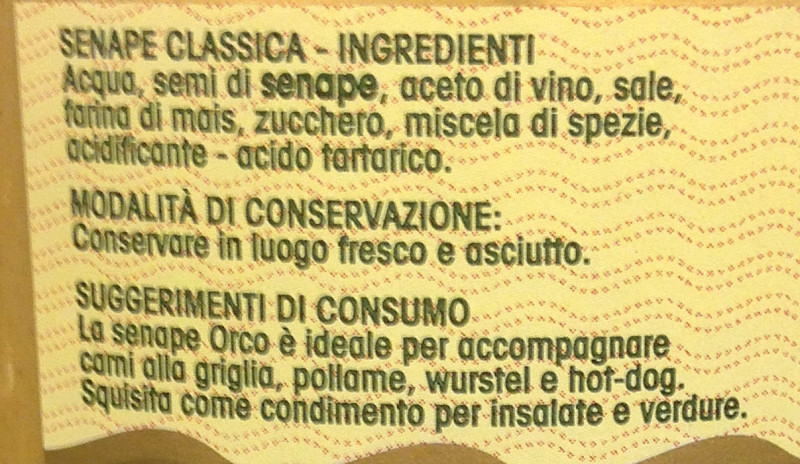 SENAPE CLASSICA - INGREDIENTI
Acqua, semi di senape, aceto di vino, sale,
farina di mais, zucchero, miscela di spezie,
acidificante - acido tartarico.
MODALITÀ DI CONSERVAZIONE:
Conservare in luogo fresco e asciutto.
SUGGERIMENTI DI CONSUMO
La senape Orco è ideale per accompagnare
carni alla griglia, pollame, wurstel e hot-dog.
Squisita come condimento per insalate e verdure.